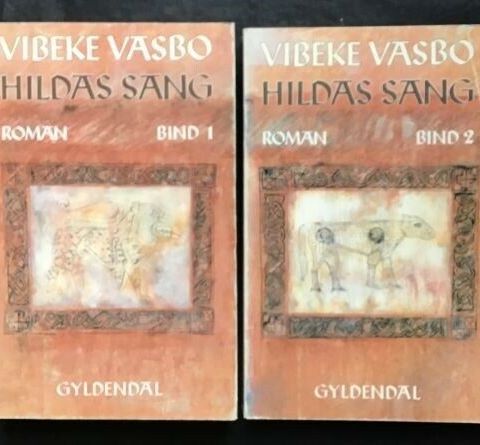 VIBEKE VASBO
HILDAS SANG
ROMAN BIND 1
GYLDENDAL
VIBEKE VASBO
HILDAS SANG
ROMAN BIND 2
GYLDENDAL